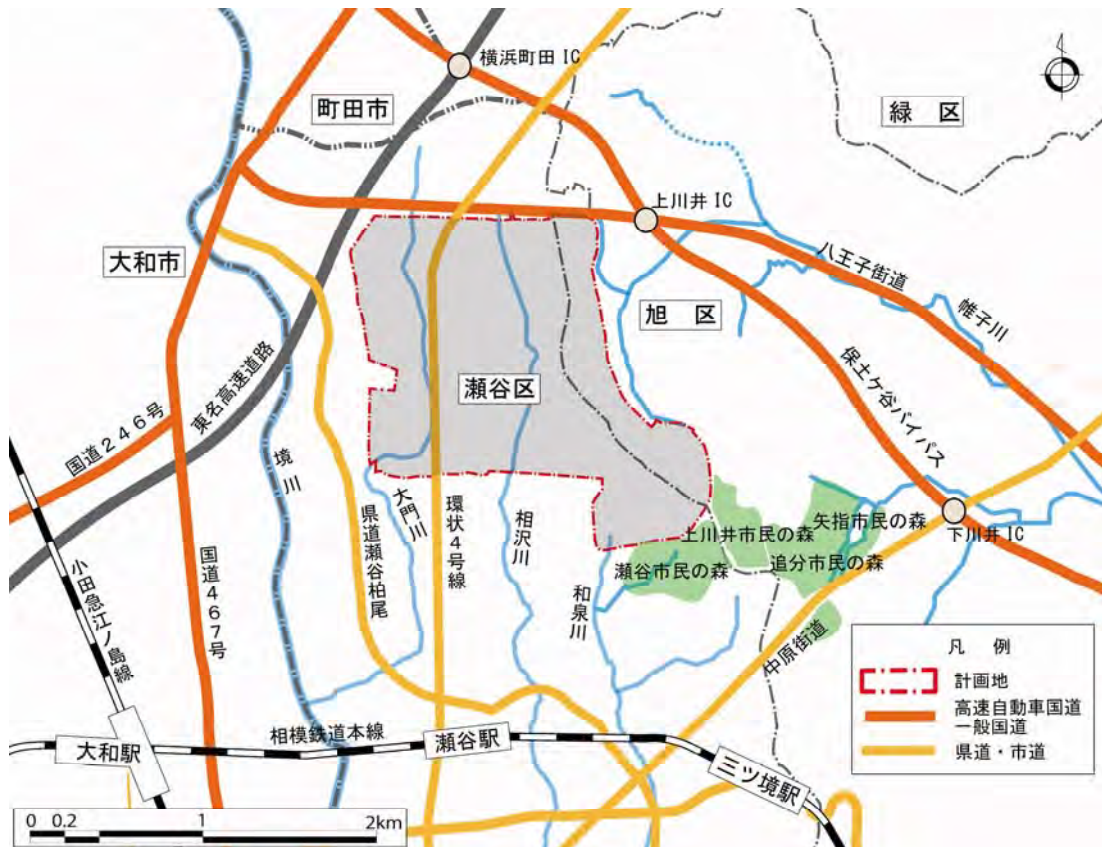 横浜町田 IC
町田市
緑 区
上川井 IC
大和市
八王子街道
帷子川
旭 区
瀬谷区
東名高速道路
国道246号
保土ケ谷バイパス
境川
大門川
県道瀬谷柏尾
環状4号線
相沢川
和泉川
国道467号
小田急江ノ島線
上川井市民の森
矢指市民の森
瀬谷市民の森
追分市民の森
下川井 IC
中原街道
相模鉄道本線
大和駅
瀬谷駅
三ツ境駅
凡 例
計画地
高速自動車国道
一般国道
県道・市道
0 0.2 1 2km